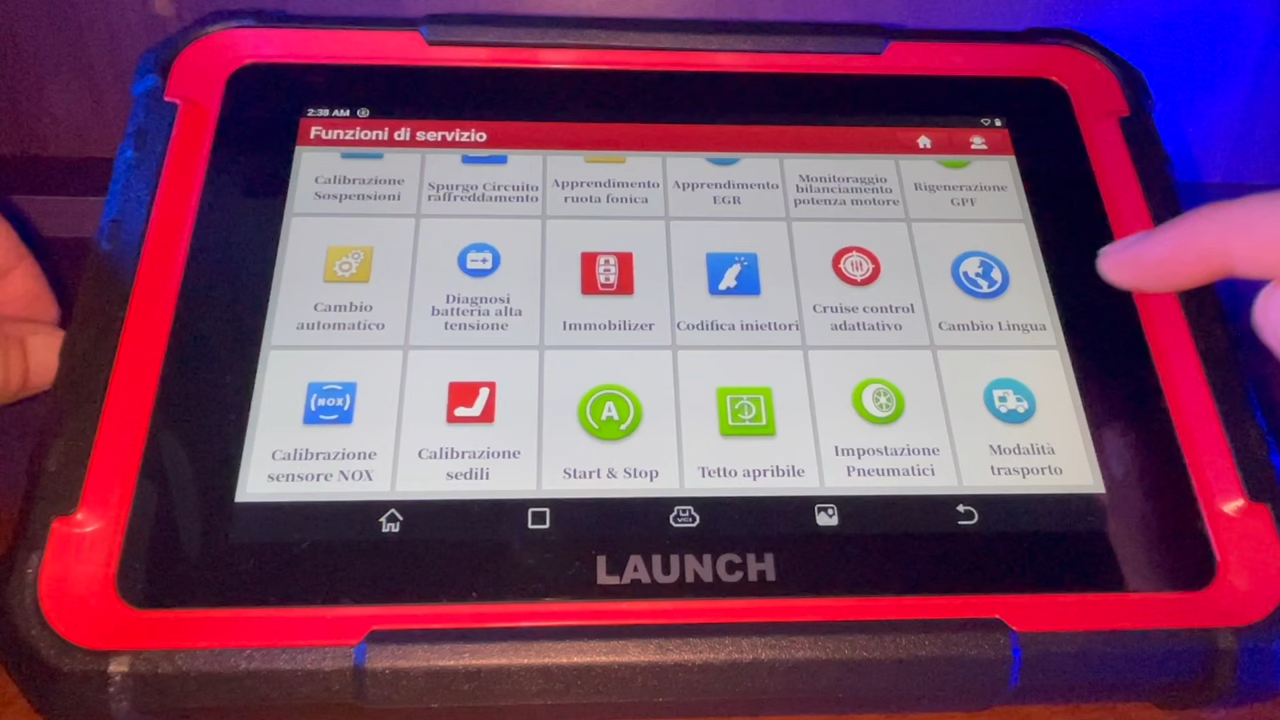 2:38 AM
Funzioni di servizio
Calibrazione
Sospensioni
Spurgo Circuito
raffreddamento
Apprendimento
ruota fonica
Apprendimento
EGR
Monitoraggio
bilanciamento
potenza motore
Rigenerazione
GPF
Cambio
automatico
Diagnosi
batteria alta
tensione
Immobilizer
Codifica iniettori
Cruise control
adattativo
Cambio Lingua
NOX
Calibrazione
sensore NOX
Calibrazione
sedili
A
Start & Stop
Tetto apribile
Impostazione
Pneumatici
Modalità
trasporto
VCI
LAUNCH